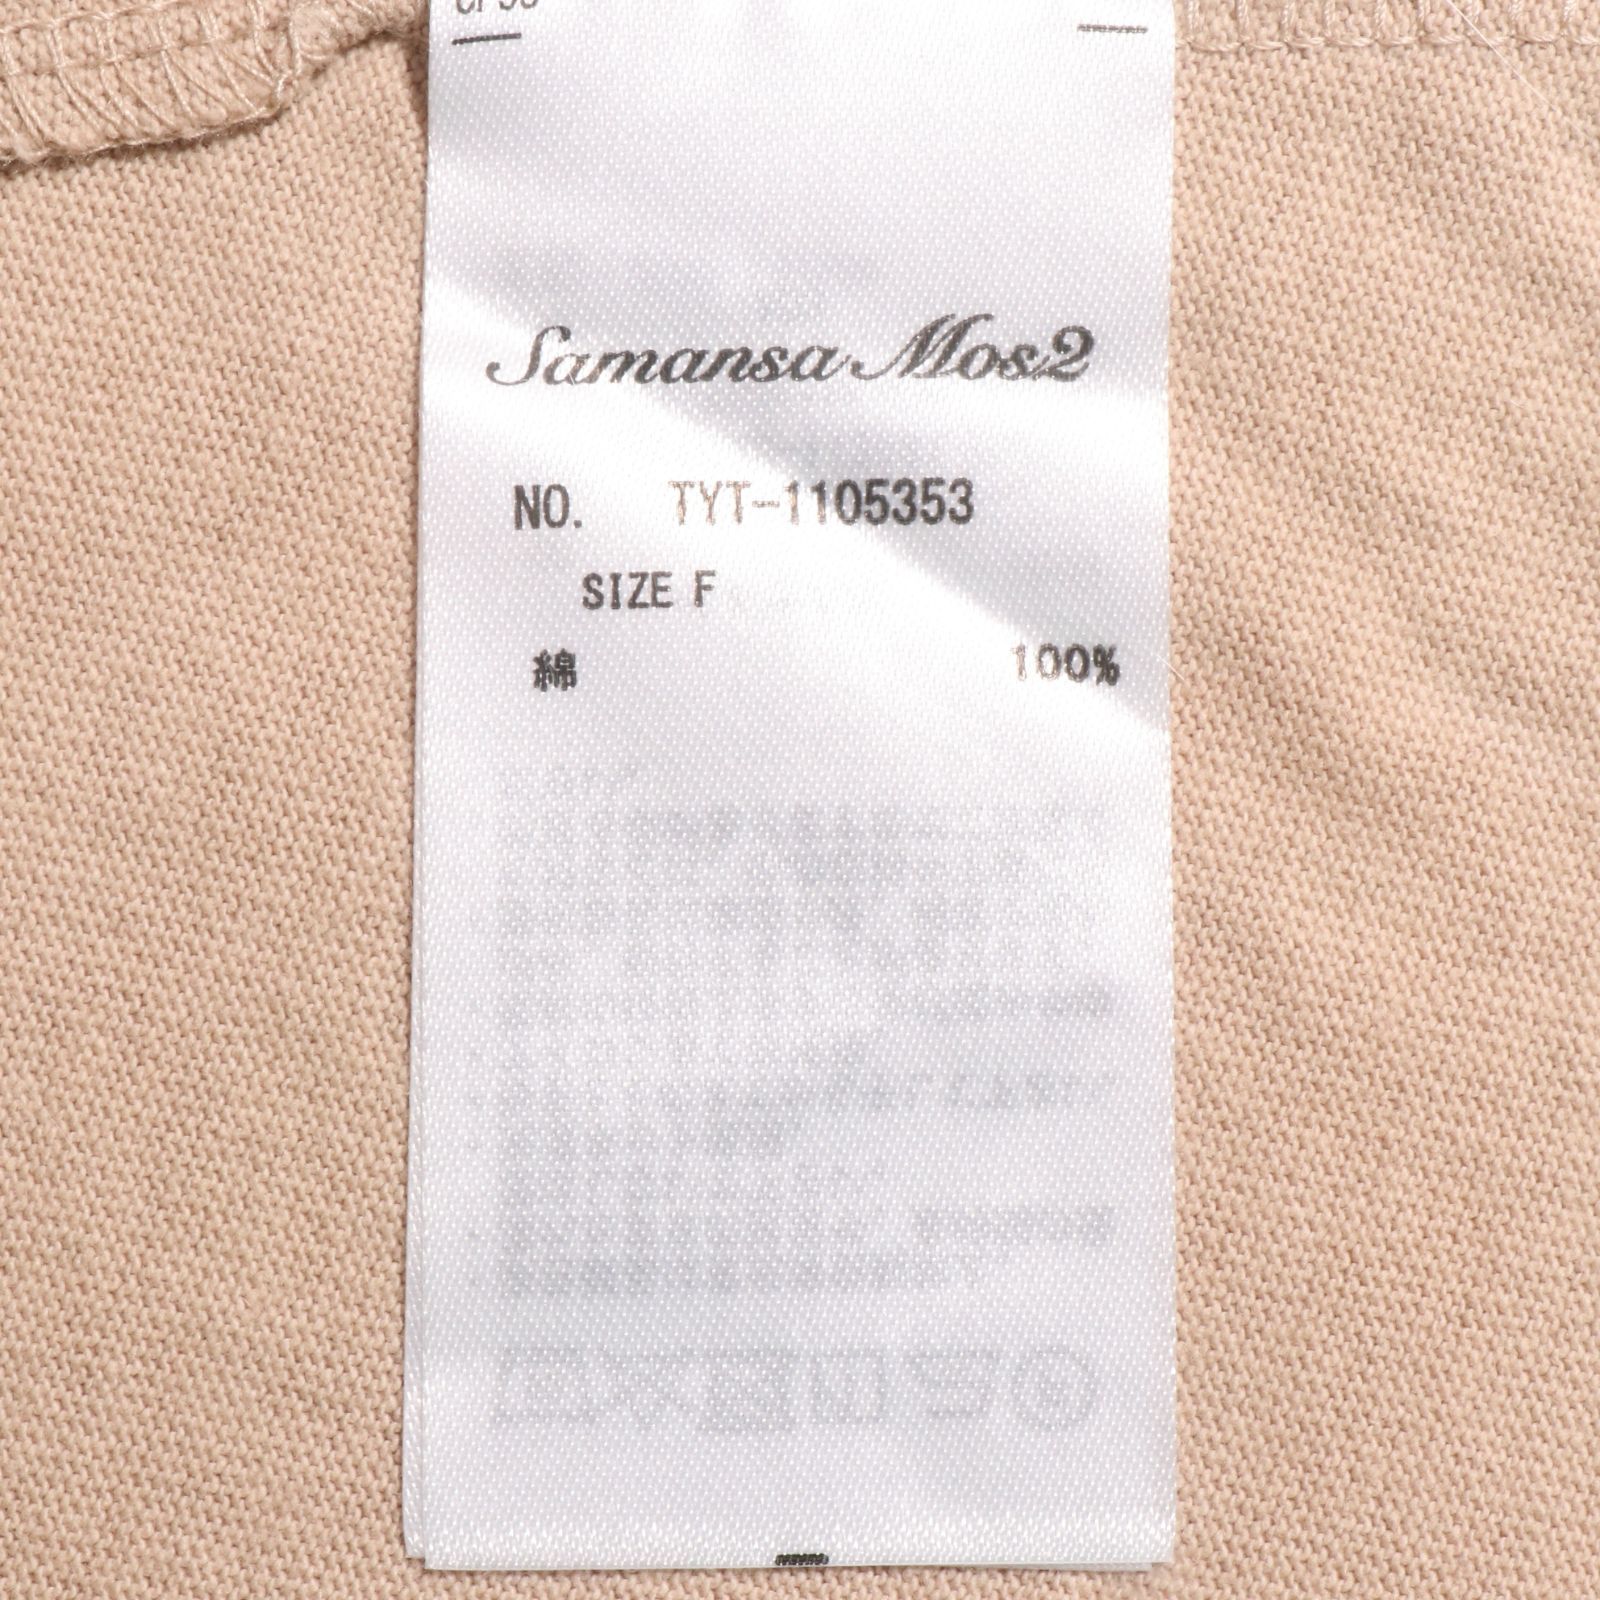 Samansa Mos2
NO. TYT-1105353
SIZE F
綿 100%